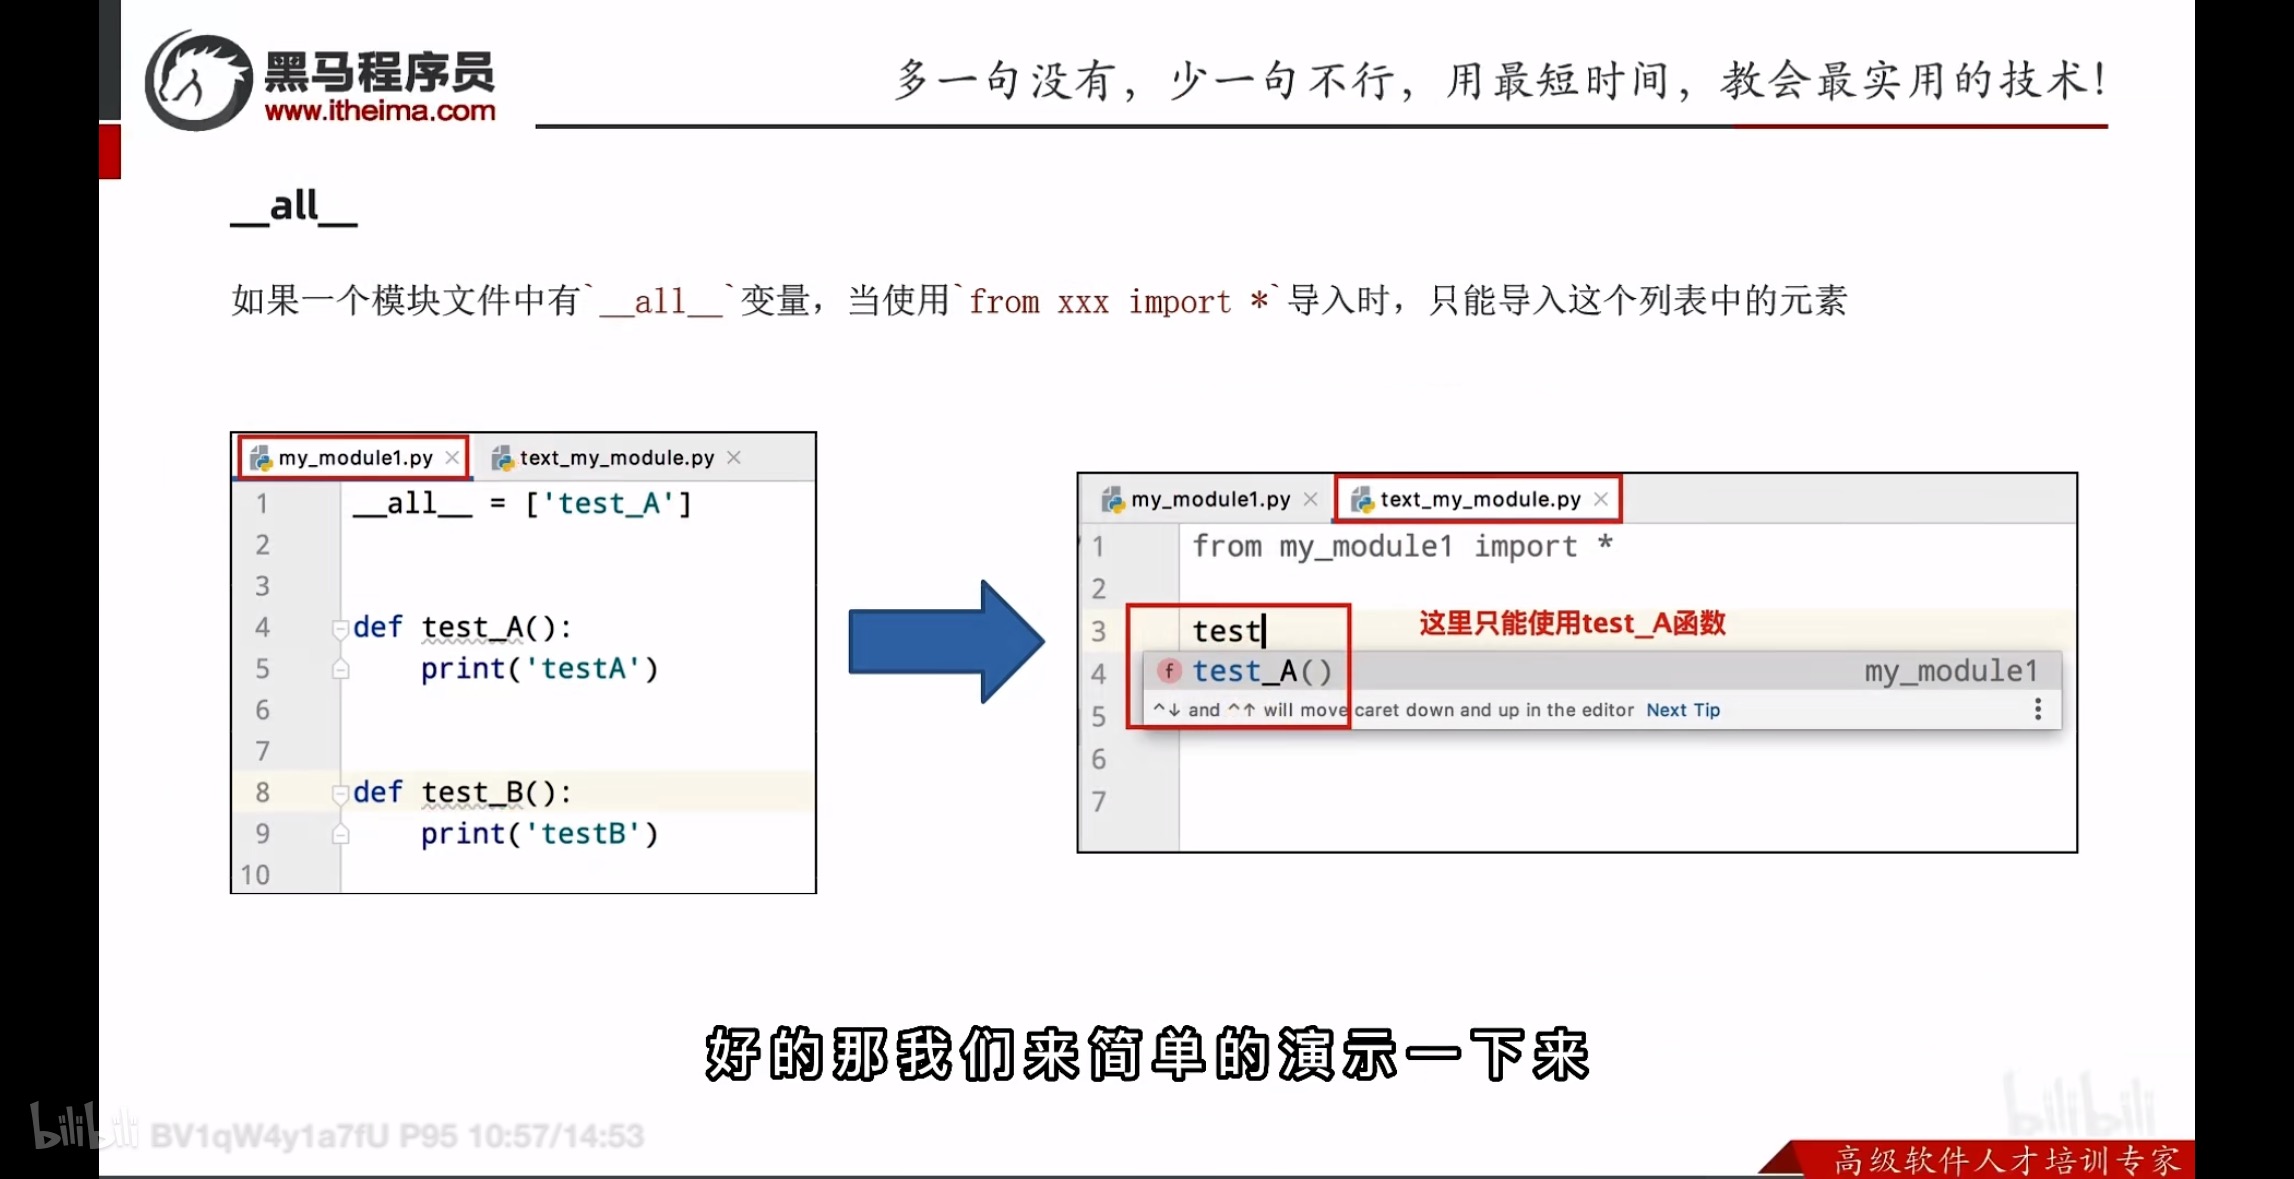 黑马程序员
www.itheima.com
多一句没有，少一句不行，用最短时间，教会最实用的技术！
__all__
如果一个模块文件中有`__all__`变量，当使用`from xxx import *`导入时，只能导入这个列表中的元素
my_module1.py text_my_module.py
1 __all__ = ['test_A']
2
3
4 def test_A():
5 print('testA')
6
7
8 def test_B():
9 print('testB')
10
my_module1.py text_my_module.py
1 from my_module1 import *
2
3 test 这里只能使用test_A函数
4 f test_A() my_module1
5 ^↓ and ^↑ will move caret down and up in the editor Next Tip
6
7
好的那我们来简单的演示一下来
bilibili BV1qW4y1a7fU P95 10:57/14:53
bilibili
高级软件人才培训专家